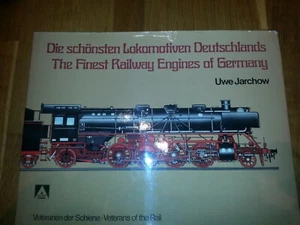 Die schönsten Lokomotiven Deutschlands
The Finest Railway Engines of Germany
Uwe Jarchow
Veteranen der Schiene · Veterans of the Rail